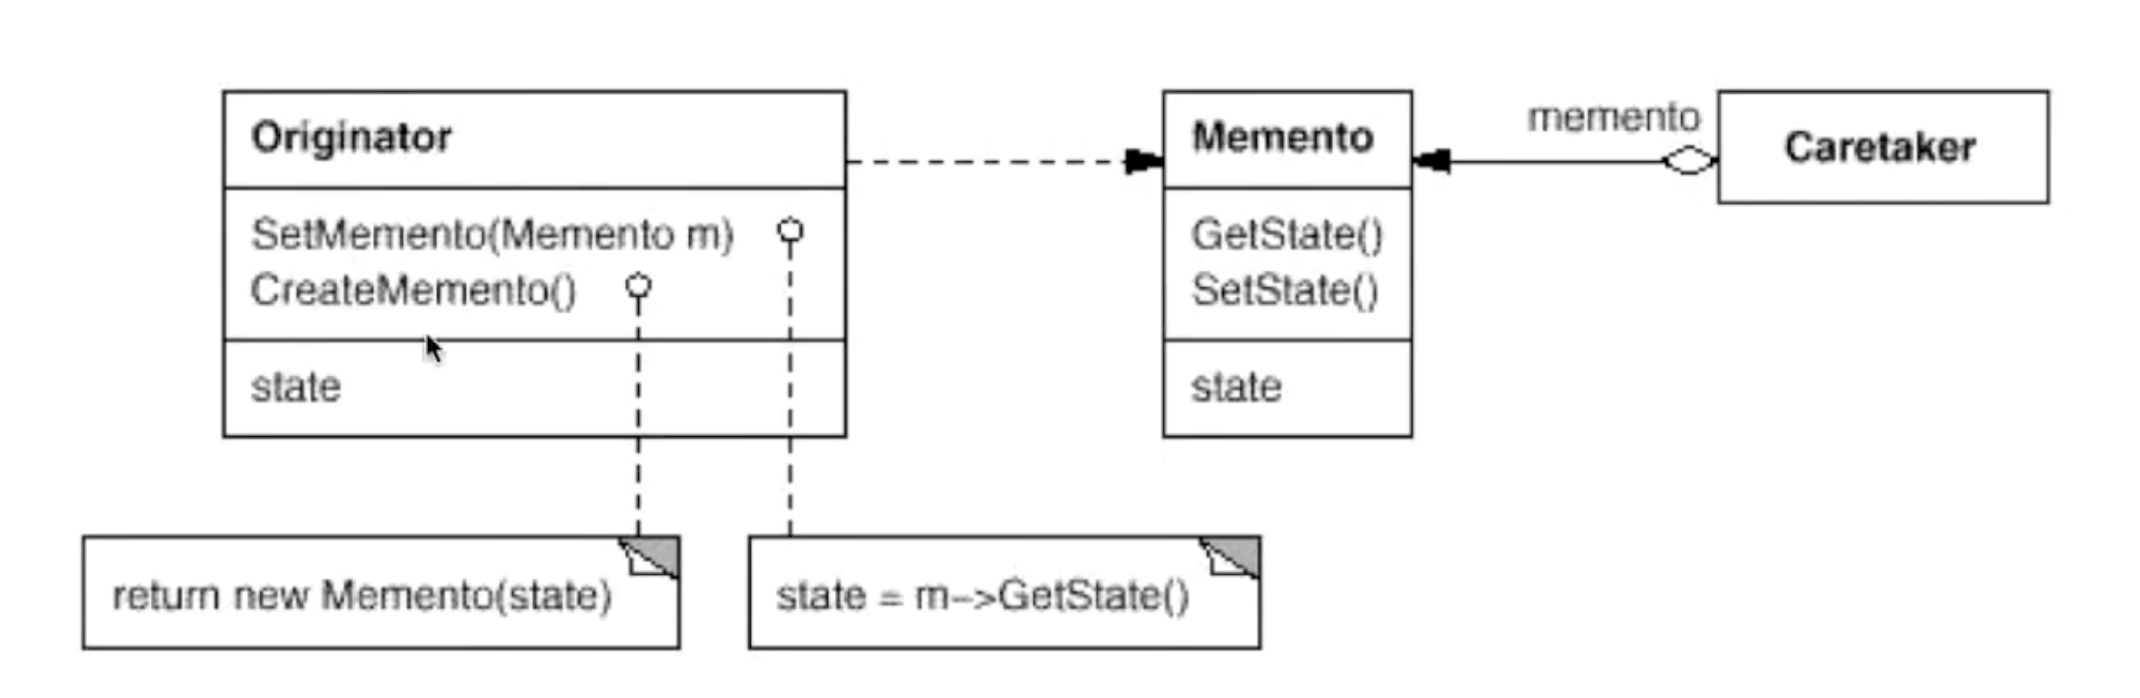 Originator
SetMemento(Memento m)
CreateMemento()
state
return new Memento(state)
state = m->GetState()
Memento
GetState()
SetState()
state
memento
Caretaker